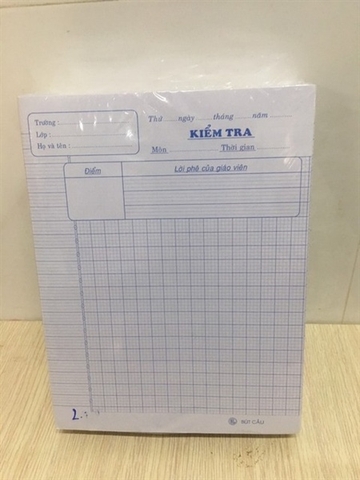 Trường :
Lớp :
Họ và tên :
Thứ ngày tháng năm
KIỂM TRA
Môn Thời gian
Điểm
Lời phê của giáo viên